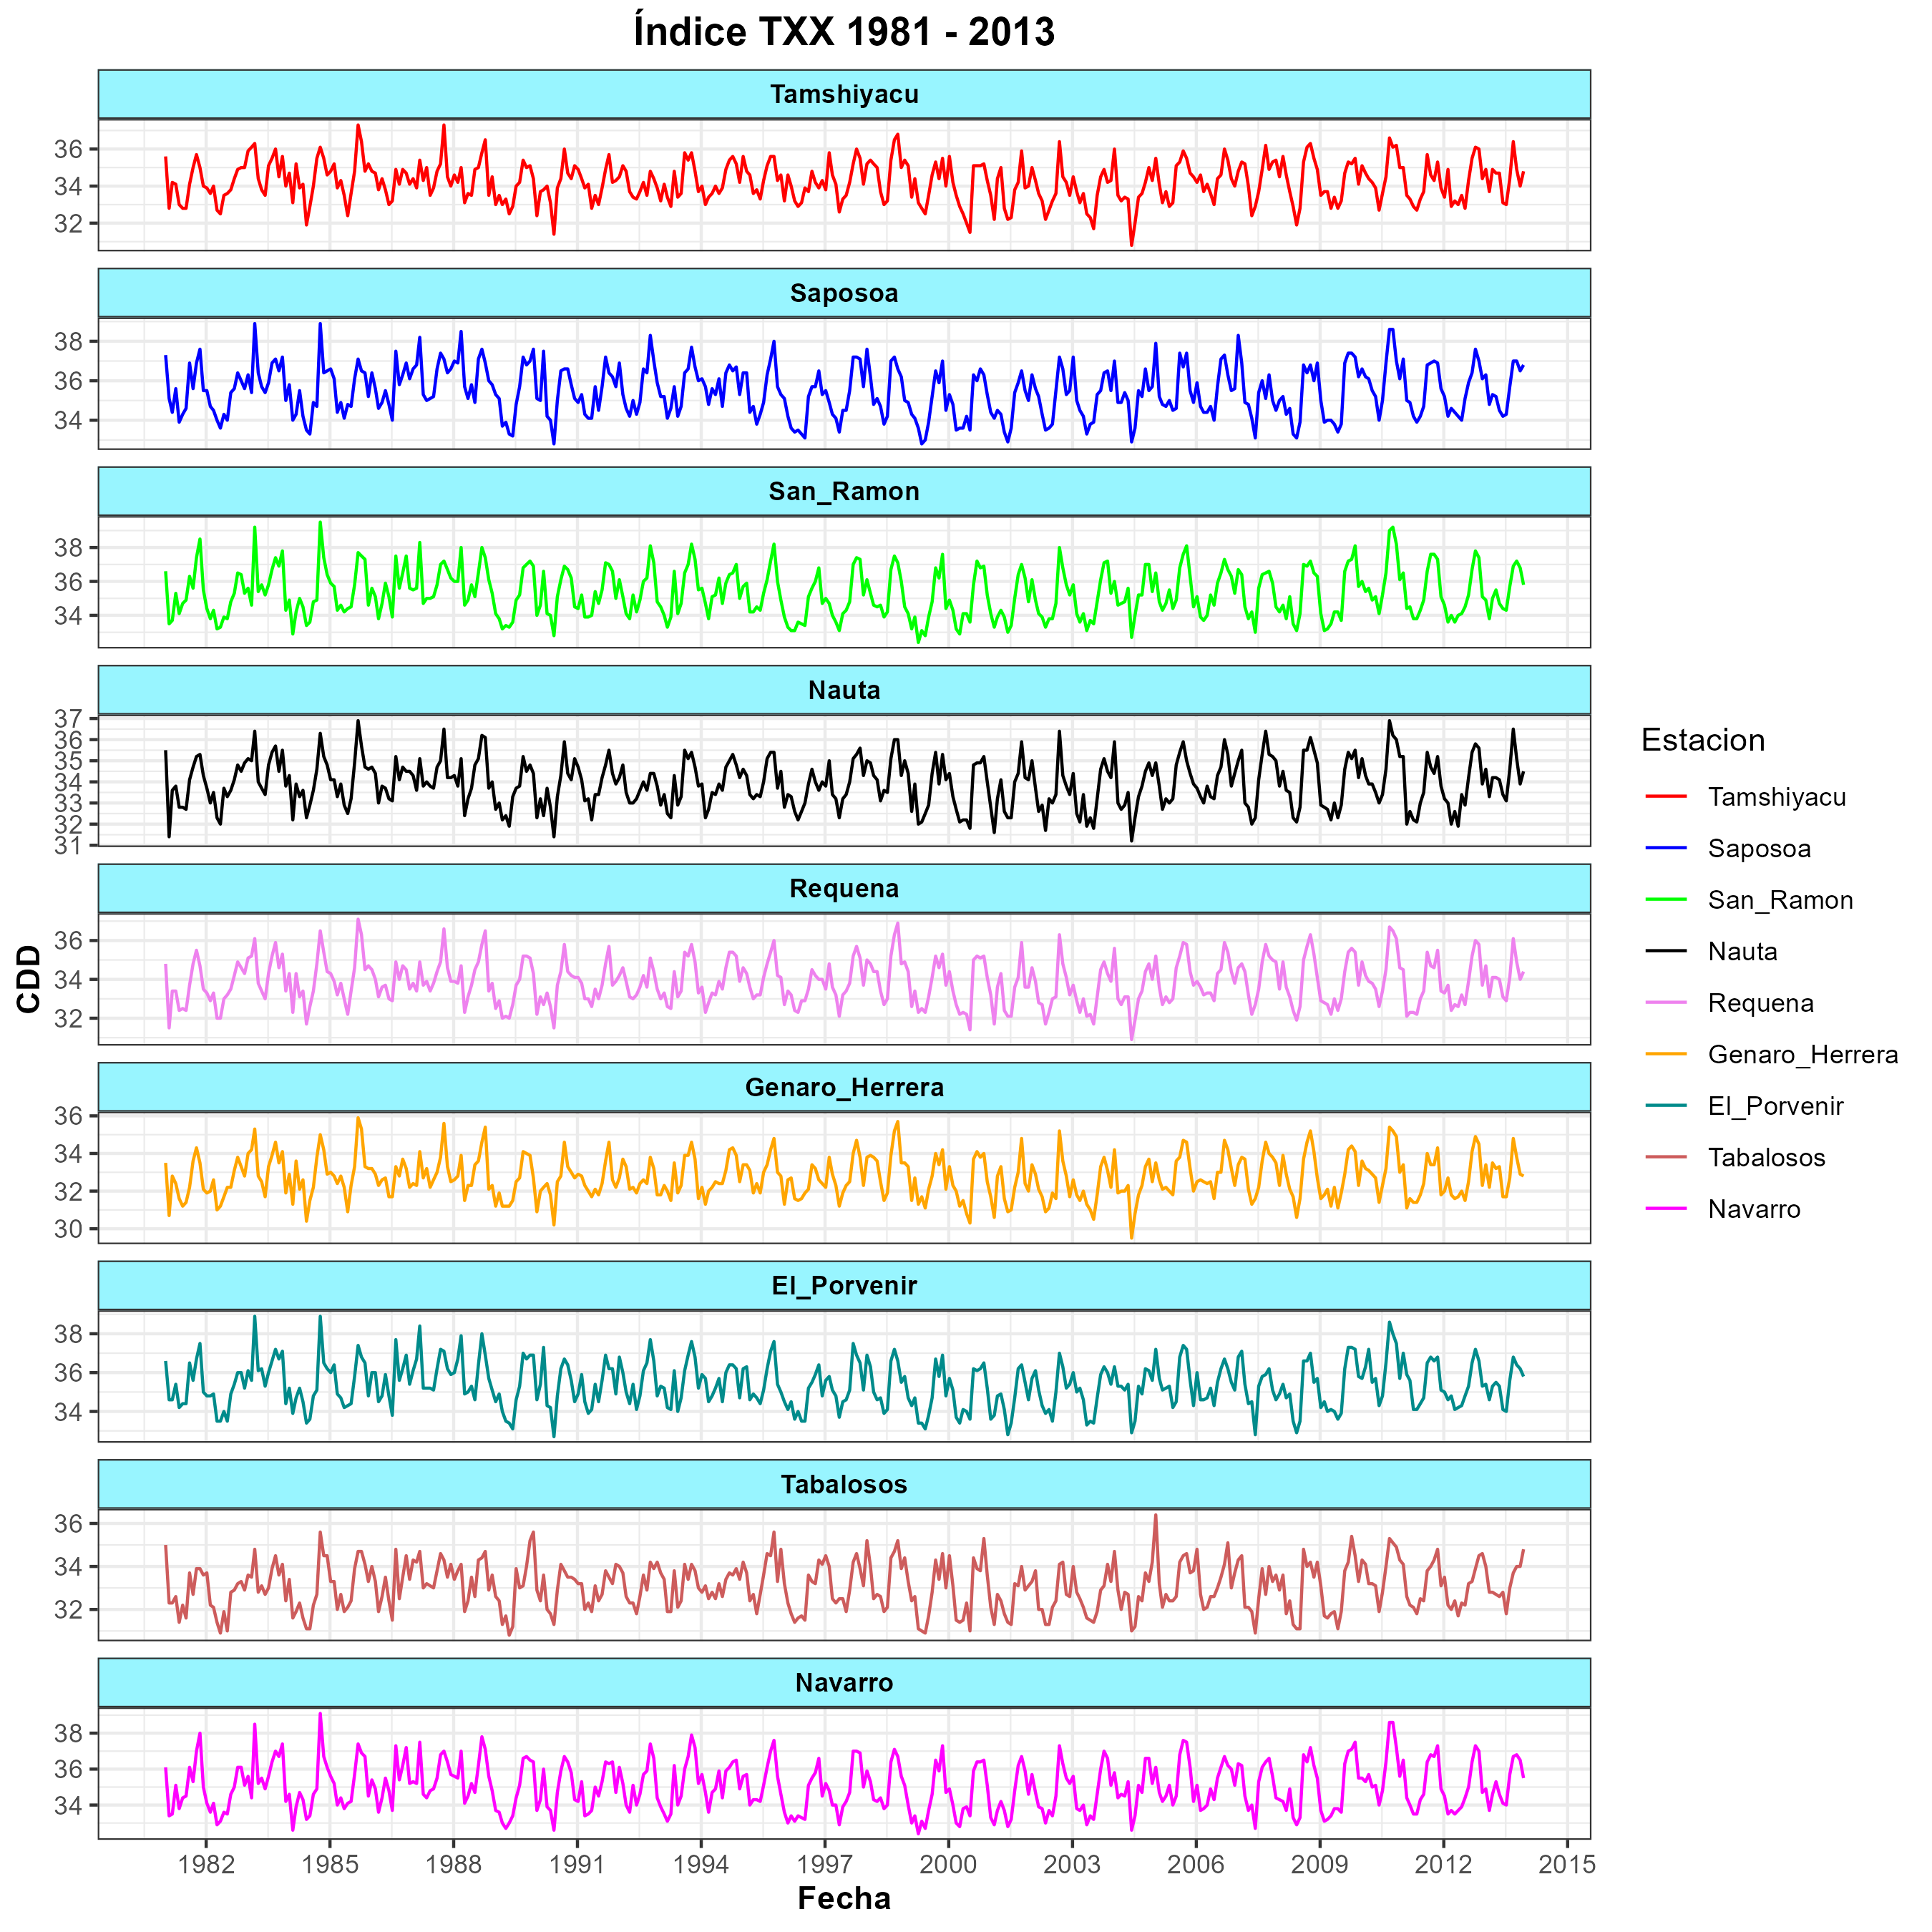 Índice TXX 1981 - 2013
Tamshiyacu
36
34
32
Saposoa
38
36
34
San_Ramon
38
36
34
Nauta
37
36
35
34
33
32
31
Requena
36
34
32
Genaro_Herrera
36
34
32
30
El_Porvenir
38
36
34
Tabalosos
36
34
32
Navarro
38
36
34
1982 1985 1988 1991 1994 1997 2000 2003 2006 2009 2012 2015
Fecha
CDD
Estacion
Tamshiyacu
Saposoa
San_Ramon
Nauta
Requena
Genaro_Herrera
El_Porvenir
Tabalosos
Navarro